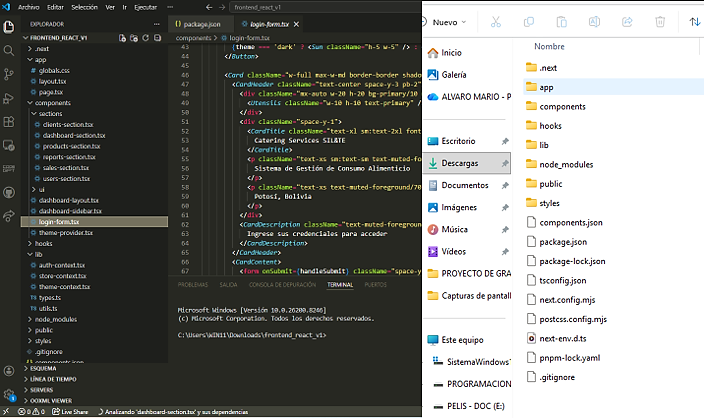 Archivo Editar Selección Ver Ir Ejecutar ...
frontend_react_v1
EXPLORADOR
FRONTEND_REACT_V1
.next
app
globals.css
layout.tsx
page.tsx
components
sections
clients-section.tsx
dashboard-section.tsx
products-section.tsx
reports-section.tsx
sales-section.tsx
users-section.tsx
ui
dashboard-layout.tsx
dashboard-sidebar.tsx
login-form.tsx
theme-provider.tsx
hooks
lib
auth-context.tsx
store-context.tsx
theme-context.tsx
types.ts
utils.ts
node_modules
public
styles
.gitignore
components.json
ESQUEMA
LÍNEA DE TIEMPO
SERVERS
OOXML VIEWER
package.json
login-form.tsx
components > login-form.tsx > ...
43 {theme === 'dark' ? <Sun className="h-5 w-5" /> :
44 </Button>
45
46 <Card className="w-full max-w-md border-border shado
47 <CardHeader className="text-center space-y-3 pb-2"
48 <div className="mx-auto w-20 h-20 bg-primary/10
49 <Utensils className="w-10 h-10 text-primary" /
50 </div>
51 <div className="space-y-1">
52 <CardTitle className="text-xl sm:text-2xl font
53 Catering Services SIL&TE
54 </CardTitle>
55 <p className="text-xs sm:text-sm text-muted-fo
56 Sistema de Gestión de Consumo Alimenticio
57 </p>
58 <p className="text-xs text-muted-foreground/70
59 Potosí, Bolivia
60 </p>
61 </div>
62 <CardDescription className="text-muted-foregroun
63 Ingrese sus credenciales para acceder
64 </CardDescription>
65 </CardHeader>
66 <CardContent>
67 <form onSubmit={handleSubmit} className="space-y
PROBLEMAS SALIDA CONSOLA DE DEPURACIÓN TERMINAL PUERTOS
Microsoft Windows [Versión 10.0.26200.8246]
(c) Microsoft Corporation. Todos los derechos reservados.
C:\Users\WIN11\Downloads\frontend_react_v1>
0 0 Live Share Analizando 'dashboard-section.tsx' y sus dependencias
Nuevo
Inicio
Galería
ALVARO MARIO - P
Escritorio
Descargas
Documentos
Imágenes
Música
Vídeos
PROYECTO DE GRA
Capturas de pantall
Este equipo
SistemaWindows
PROGRAMACION
PELIS - DOC (E:)
Nombre
.next
app
components
hooks
lib
node_modules
public
styles
components.json
package.json
package-lock.json
tsconfig.json
next.config.mjs
postcss.config.mjs
next-env.d.ts
pnpm-lock.yaml
.gitignore